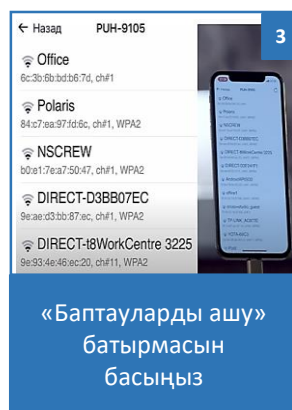 ← Назад PUH-9105
3
Office
6c:3b:6b:bd:b6:7d, ch#1
Polaris
84:c7:ea:97:fd:6c, ch#1, WPA2
NSCREW
b0:e1:7e:a7:50:47, ch#1, WPA2
DIRECT-D3BB07EC
9e:ae:d3:bb:87:ec, ch#1, WPA2
DIRECT-t8WorkCentre 3225
9e:93:4e:46:ec:20, ch#11, WPA2
«Баптауларды ашу»
батырмасын
басыңыз